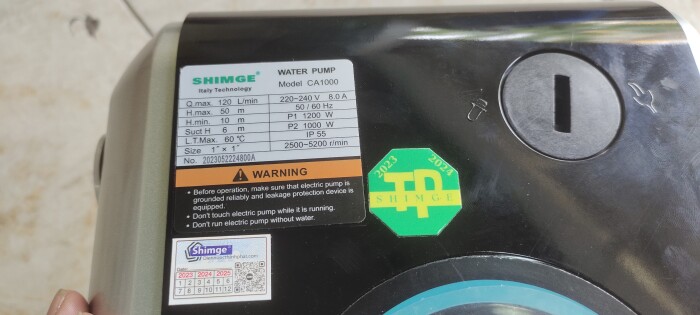 SHIMGE®
Italy Technology
WATER PUMP
Model CA1000
Q.max. 120 L/min
H.max. 50 m
H.min. 10 m
Suct H 6 m
L.T.Max. 60 ℃
Size 1" × 1"
No. 2023052224800A
220~240 V 8.0 A
50 / 60 Hz
P1 1200 W
P2 1000 W
IP 55
2500~5200 r/min
WARNING
• Before operation, make sure that electric pump is
grounded reliably and leakage protection device is
equipped.
• Don't touch electric pump while it is running.
• Don't run electric pump without water.
2023 2024
TP
SHIMGE
Shimge
2023 2024 2025
1 2 3 4 5 6
7 8 9 10 11 12